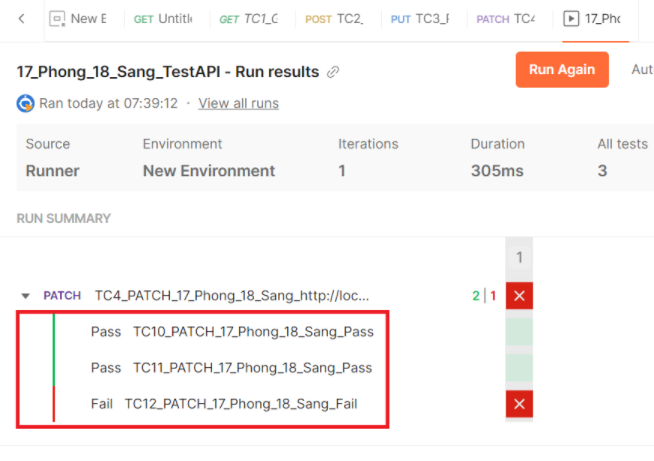 New E GET Untitl GET TC1_G POST TC2_ PUT TC3_F PATCH TC4 17_Pho
17_Phong_18_Sang_TestAPI - Run results Run Again Aut
Ran today at 07:39:12 · View all runs
Source Environment Iterations Duration All tests
Runner New Environment 1 305ms 3
RUN SUMMARY
1
PATCH TC4_PATCH_17_Phong_18_Sang_http://loc... 2 | 1
Pass TC10_PATCH_17_Phong_18_Sang_Pass
Pass TC11_PATCH_17_Phong_18_Sang_Pass
Fail TC12_PATCH_17_Phong_18_Sang_Fail